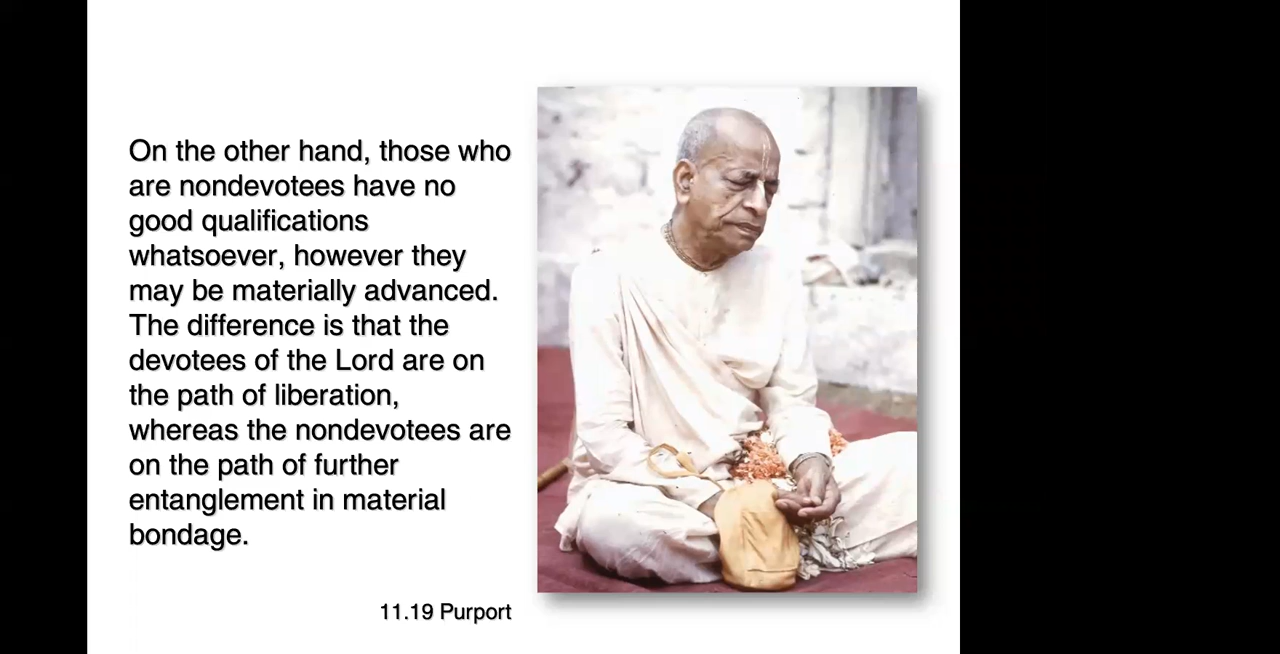 On the other hand, those who
are nondevotees have no
good qualifications
whatsoever, however they
may be materially advanced.
The difference is that the
devotees of the Lord are on
the path of liberation,
whereas the nondevotees are
on the path of further
entanglement in material
bondage.
11.19 Purport